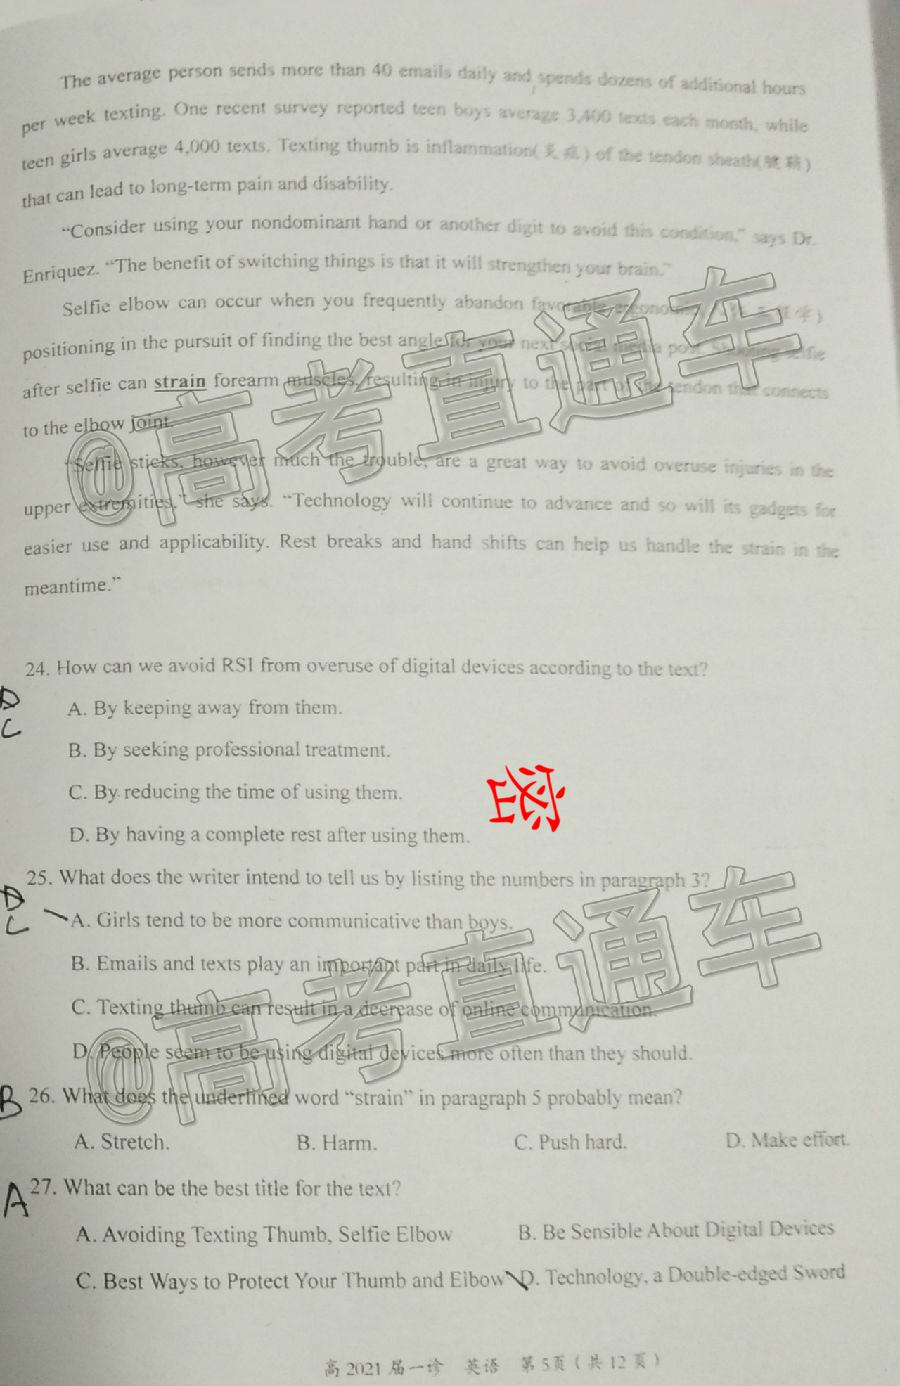 The average person sends more than 40 emails daily and spends dozens of additional hours
per week texting. One recent survey reported teen boys average 3,400 texts each month, while
teen girls average 4,000 texts. Texting thumb is inflammation(炎症) of the tendon sheath(腱鞘)
that can lead to long-term pain and disability.
“Consider using your nondominant hand or another digit to avoid this condition,” says Dr.
Enriquez. “The benefit of switching things is that it will strengthen your brain.”
Selfie elbow can occur when you frequently abandon favorable
positioning in the pursuit of finding the best angle for your next social media post. Shooting selfie
after selfie can strain forearm muscles, resulting in injury to the part of the tendon that connects
to the elbow joint.
“Selfie sticks, however much the trouble, are a great way to avoid overuse injuries in the
upper extremities,” she says. “Technology will continue to advance and so will its gadgets for
easier use and applicability. Rest breaks and hand shifts can help us handle the strain in the
meantime.”
24. How can we avoid RSI from overuse of digital devices according to the text?
D
C
A. By keeping away from them.
B. By seeking professional treatment.
C. By reducing the time of using them.
密
D. By having a complete rest after using them.
25. What does the writer intend to tell us by listing the numbers in paragraph 3?
D
C
A. Girls tend to be more communicative than boys.
B. Emails and texts play an important part in daily life.
C. Texting thumb can result in a decrease of online communication.
D. People seem to be using digital devices more often than they should.
B 26. What does the underlined word “strain” in paragraph 5 probably mean?
A. Stretch. B. Harm. C. Push hard. D. Make effort.
A 27. What can be the best title for the text?
A. Avoiding Texting Thumb, Selfie Elbow B. Be Sensible About Digital Devices
C. Best Ways to Protect Your Thumb and Elbow D. Technology, a Double-edged Sword
高 2021 届一诊 英语 第5页(共12页)
@高考直通车
@高考直通车